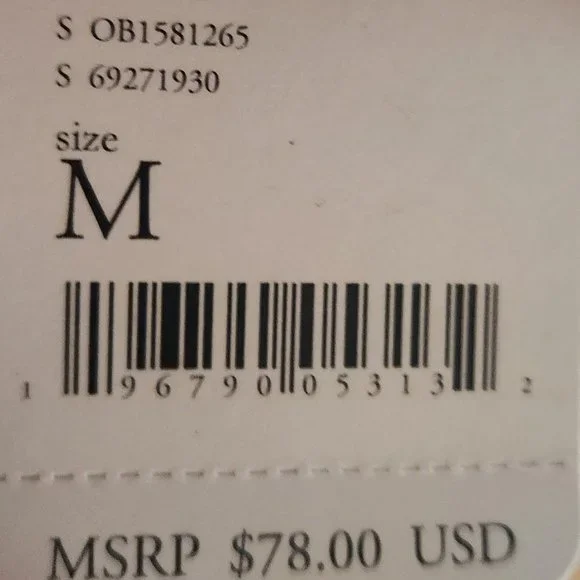 S OB1581265
S 69271930
size
M
1 96790 05313 2
MSRP $78.00 USD